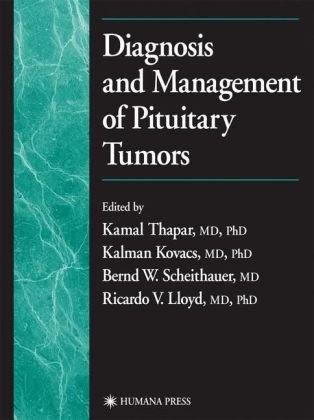 Diagnosis
and Management
of Pituitary
Tumors
Edited by
Kamal Thapar, MD, PhD
Kalman Kovacs, MD, PhD
Bernd W. Scheithauer, MD
Ricardo V. Lloyd, MD, PhD
HUMANA PRESS